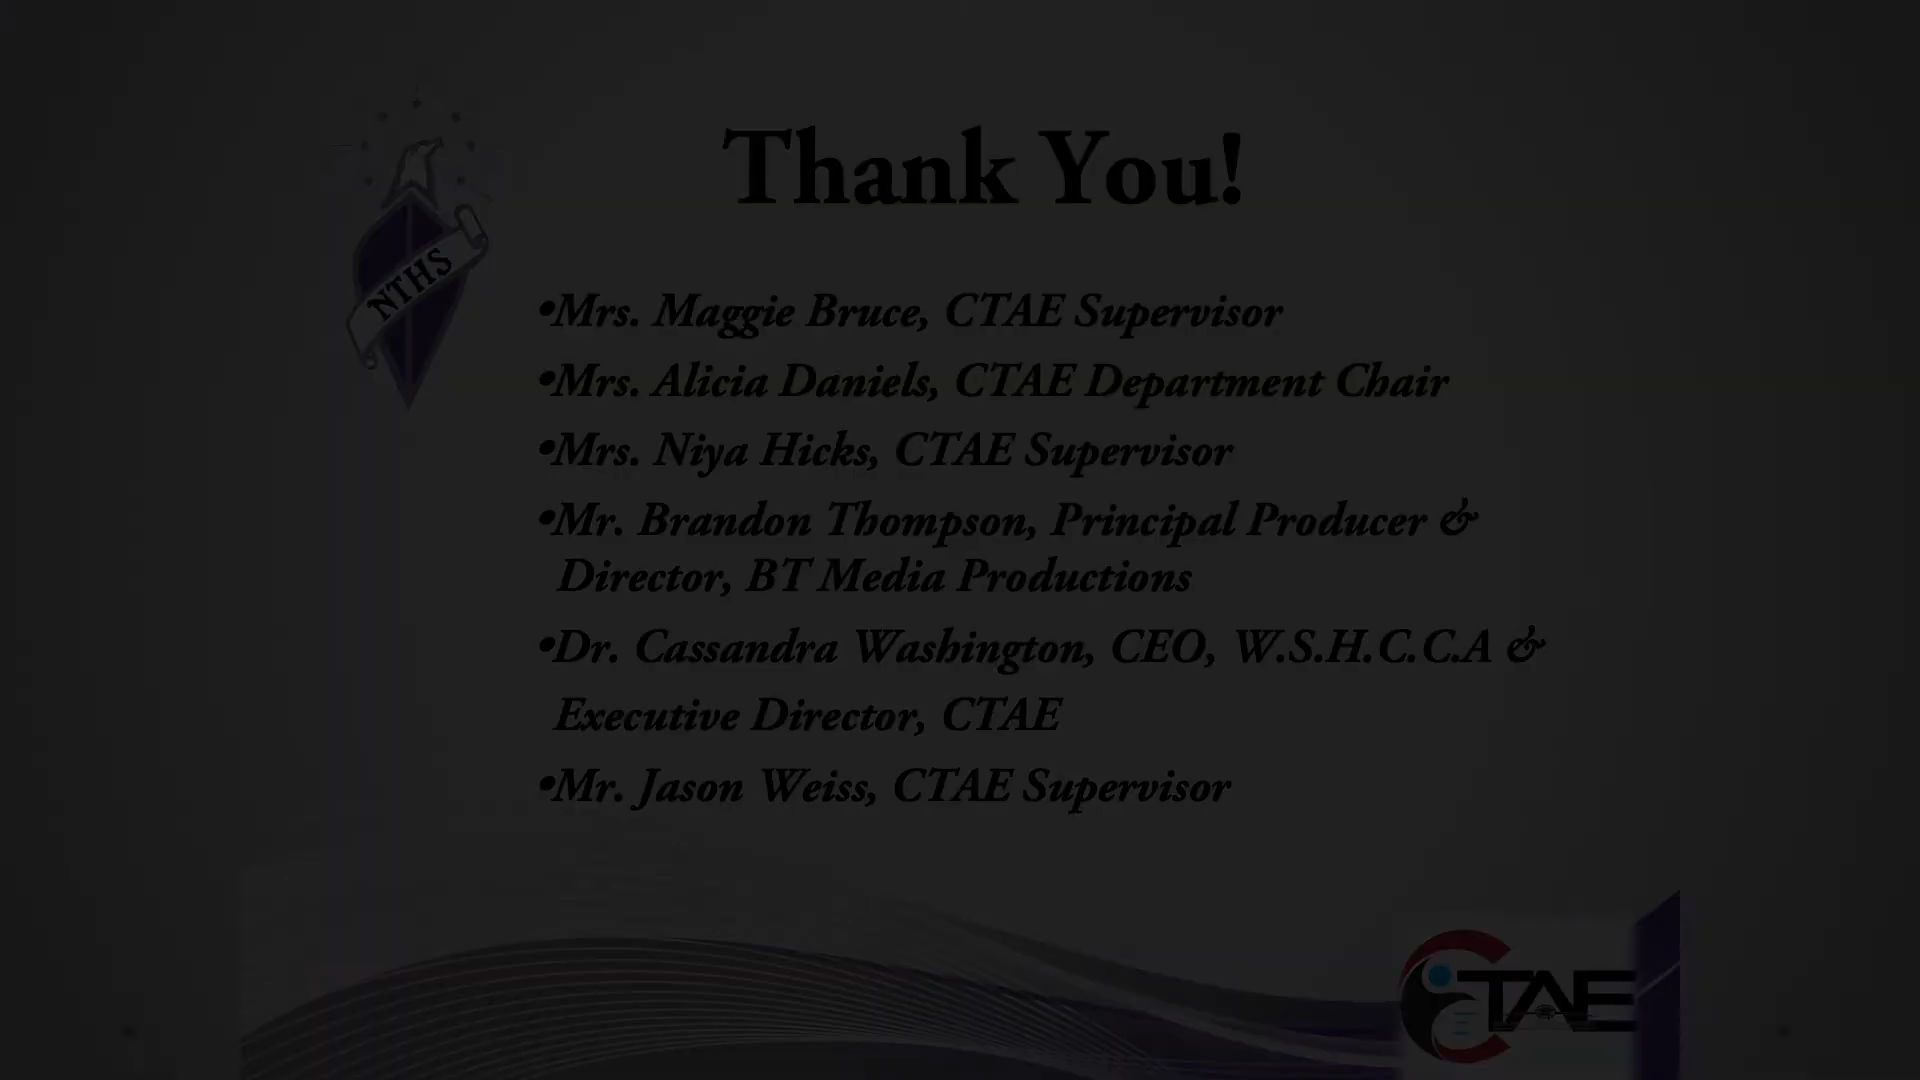 Thank You!
NTHS
•Mrs. Maggie Bruce, CTAE Supervisor
•Mrs. Alicia Daniels, CTAE Department Chair
•Mrs. Niya Hicks, CTAE Supervisor
•Mr. Brandon Thompson, Principal Producer &
Director, BT Media Productions
•Dr. Cassandra Washington, CEO, W.S.H.C.C.A &
Executive Director, CTAE
•Mr. Jason Weiss, CTAE Supervisor
CTAE